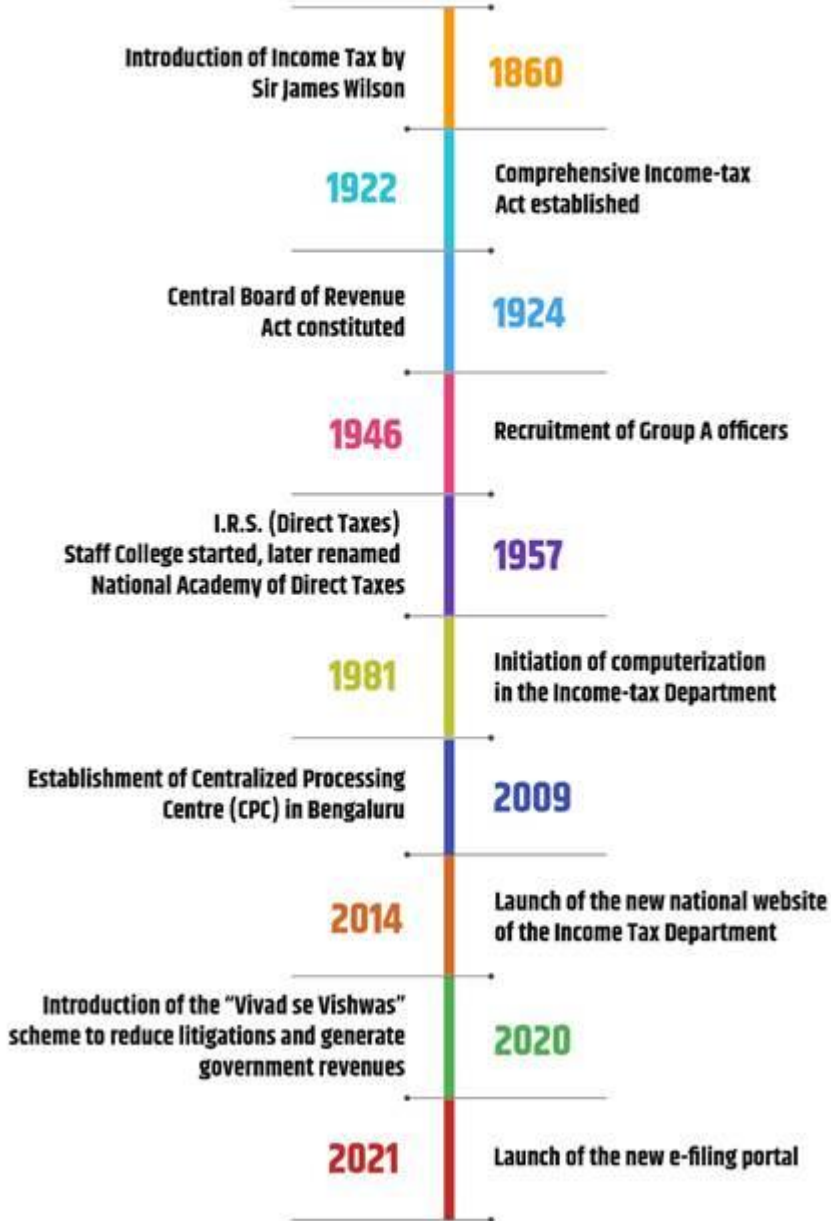 Introduction of Income Tax by
Sir James Wilson
1860
1922
Comprehensive Income-tax
Act established
Central Board of Revenue
Act constituted
1924
1946
Recruitment of Group A officers
I.R.S. (Direct Taxes)
Staff College started, later renamed
National Academy of Direct Taxes
1957
1981
Initiation of computerization
in the Income-tax Department
Establishment of Centralized Processing
Centre (CPC) in Bengaluru
2009
2014
Launch of the new national website
of the Income Tax Department
Introduction of the “Vivad se Vishwas”
scheme to reduce litigations and generate
government revenues
2020
2021
Launch of the new e-filing portal